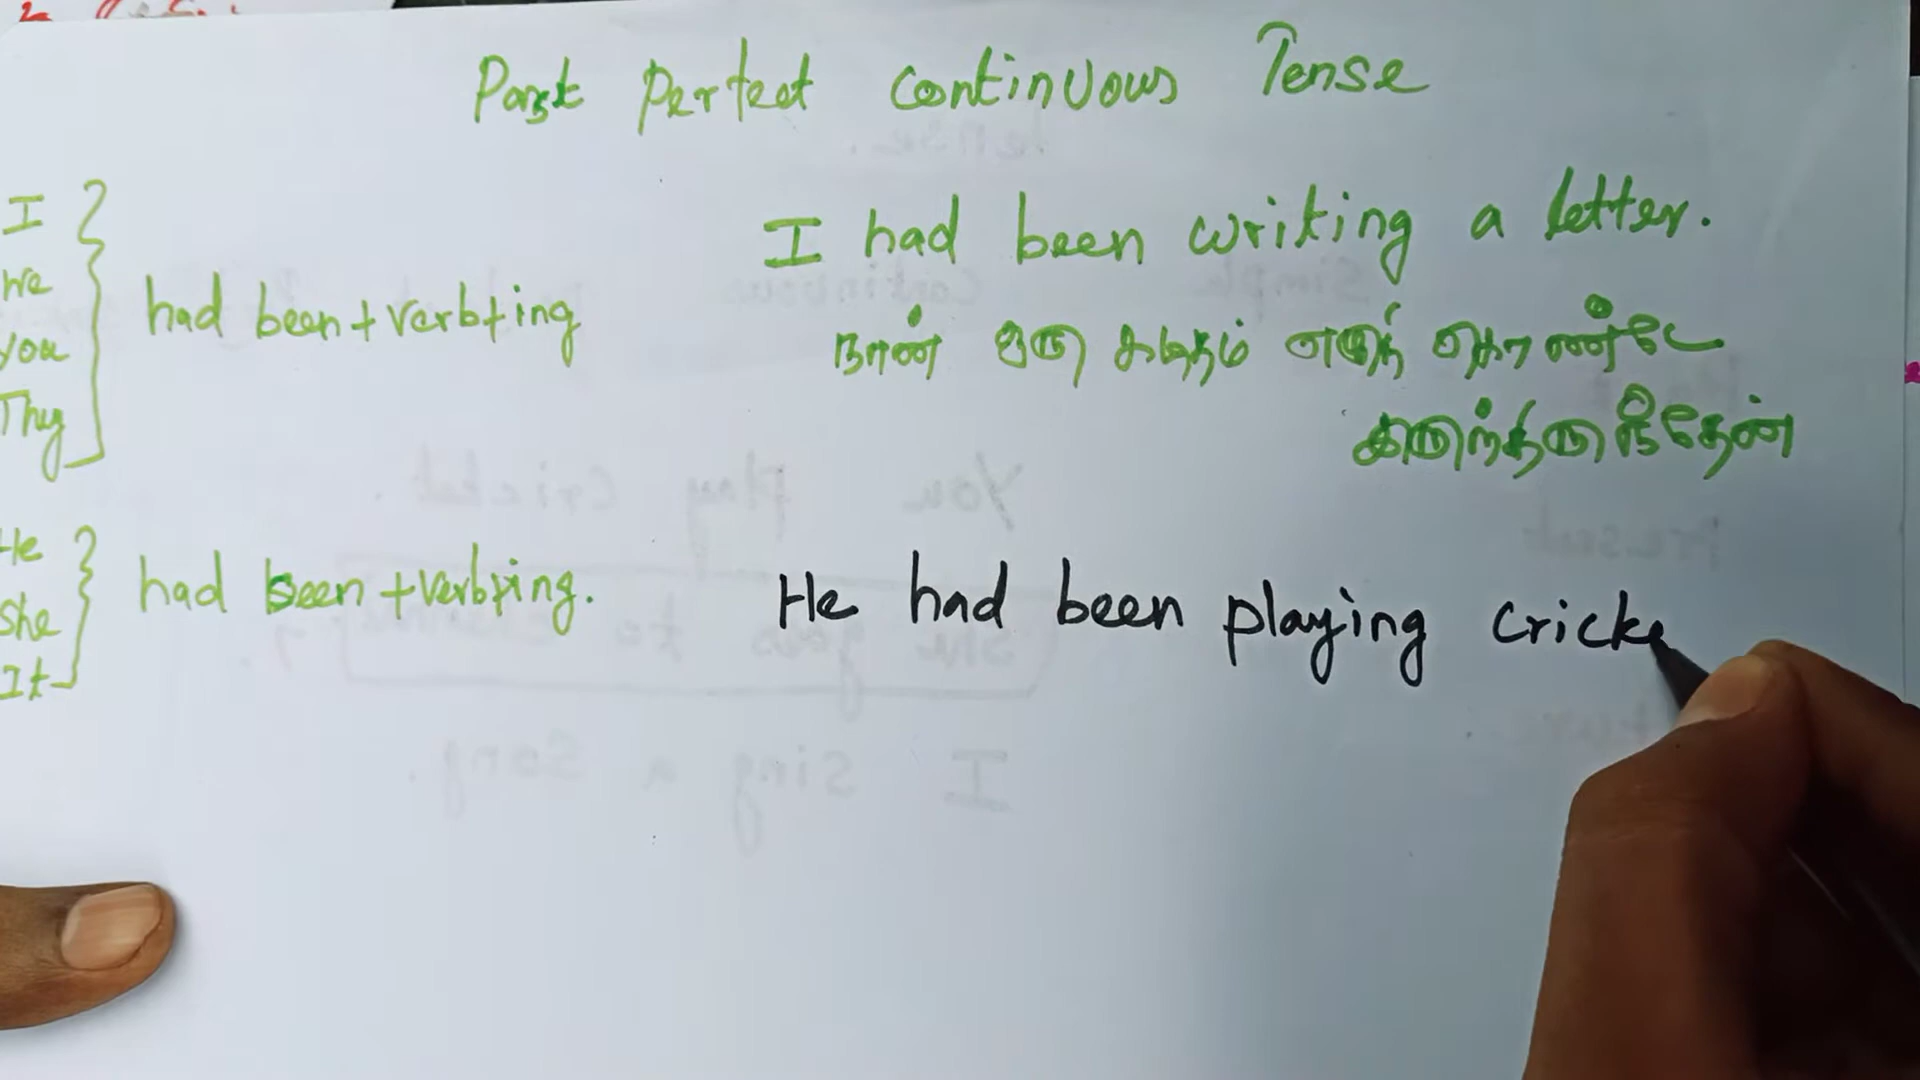 Past Perfect continuous Tense
I
we
you
They
had been + verb + ing
I had been writing a letter.
நான் ஒரு கடிதம் எழுதி கொண்டே
He
She
It
had been + verb + ing.
He had been playing cricke